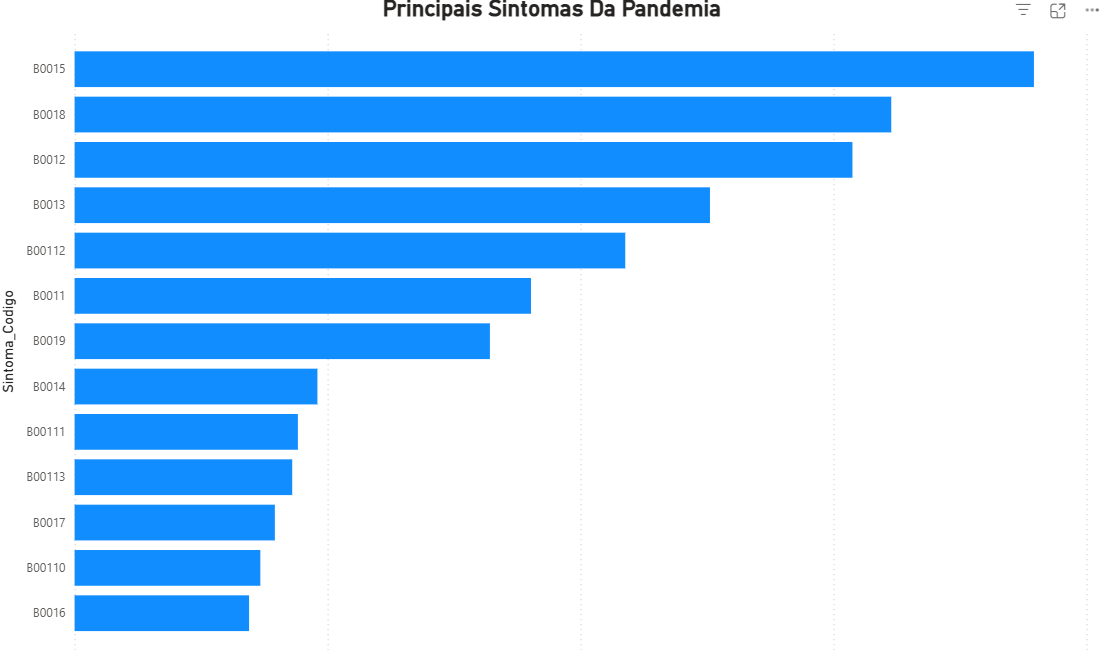 Principais Sintomas Da Pandemia
Sintoma_Codigo
B0015
B0018
B0012
B0013
B00112
B0011
B0019
B0014
B00111
B00113
B0017
B00110
B0016